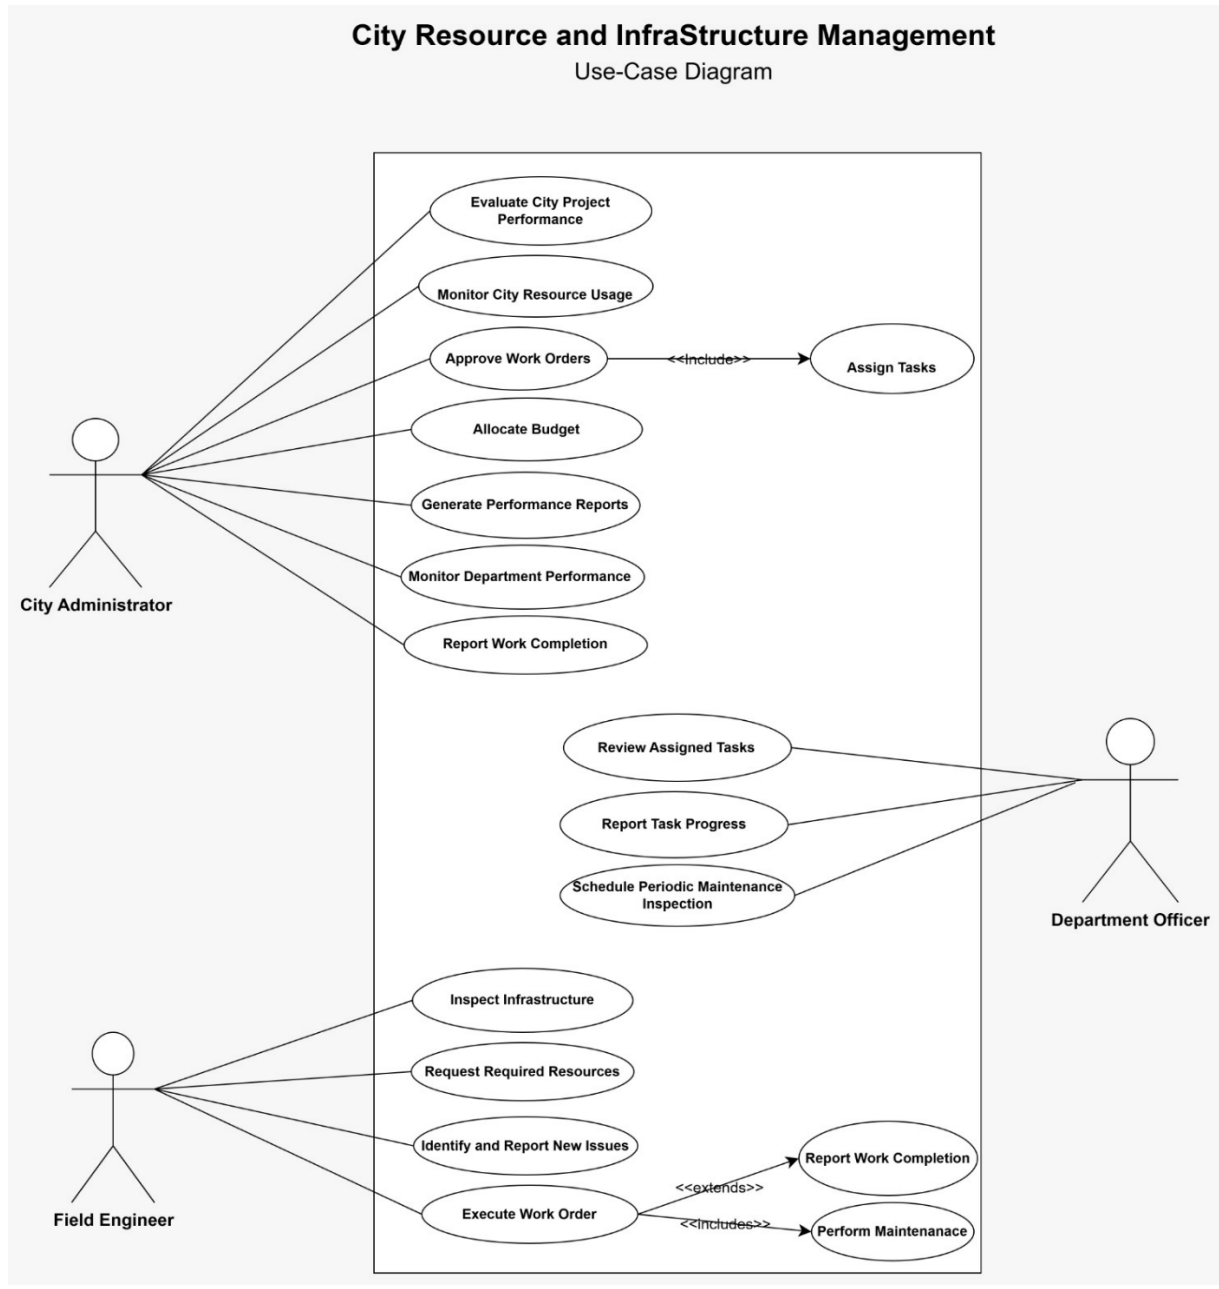 City Resource and InfraStructure Management
Use-Case Diagram
Evaluate City Project
Performance
Monitor City Resource Usage
Approve Work Orders
<<Include>>
Assign Tasks
Allocate Budget
Generate Performance Reports
Monitor Department Performance
City Administrator
Report Work Completion
Review Assigned Tasks
Report Task Progress
Schedule Periodic Maintenance
Inspection
Department Officer
Inspect Infrastructure
Request Required Resources
Identify and Report New Issues
Report Work Completion
<<extends>>
Execute Work Order
<<includes>>
Perform Maintenanace
Field Engineer